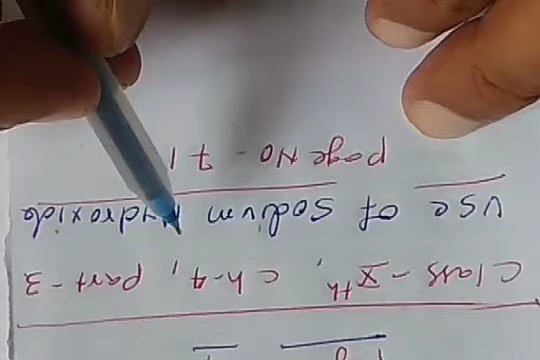 Class - Xth, ch-4, part - 3
Use of Sodium Hydroxide
page No - 71